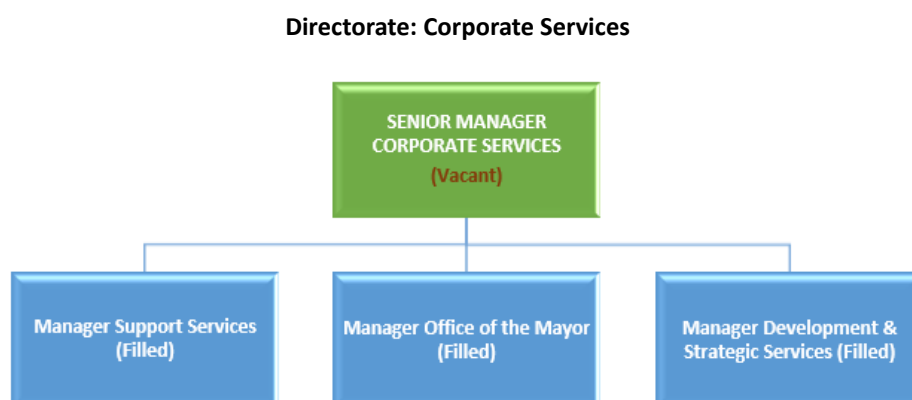 Directorate: Corporate Services
SENIOR MANAGER
CORPORATE SERVICES
(Vacant)
Manager Support Services
(Filled)
Manager Office of the Mayor
(Filled)
Manager Development &
Strategic Services (Filled)